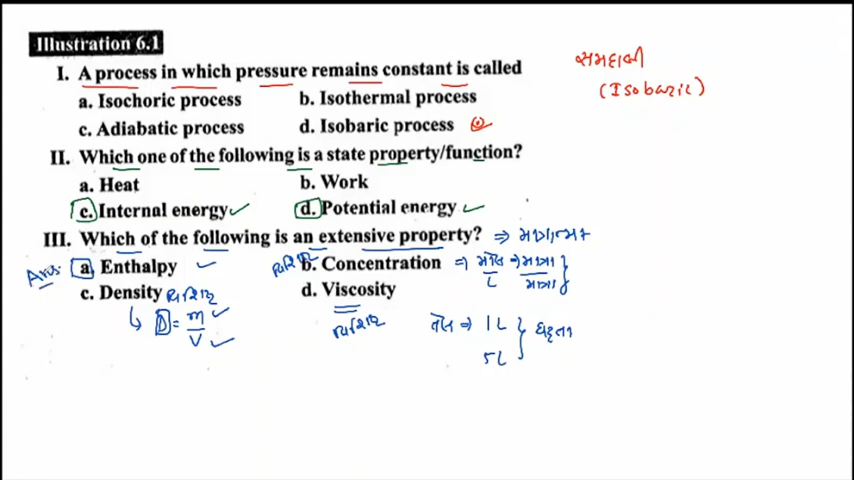 Illustration 6.1
I. A process in which pressure remains constant is called
સમદાબી
(Isobaric)
a. Isochoric process b. Isothermal process
c. Adiabatic process d. Isobaric process
II. Which one of the following is a state property/function?
a. Heat b. Work
c. Internal energy d. Potential energy
III. Which of the following is an extensive property? ⇒
Ans. a. Enthalpy b. Concentration ⇒ મોલ/L ⇒ માત્રા/માત્રા
c. Density d. Viscosity
D = m/V
તેલ ⇒ 1L
5L